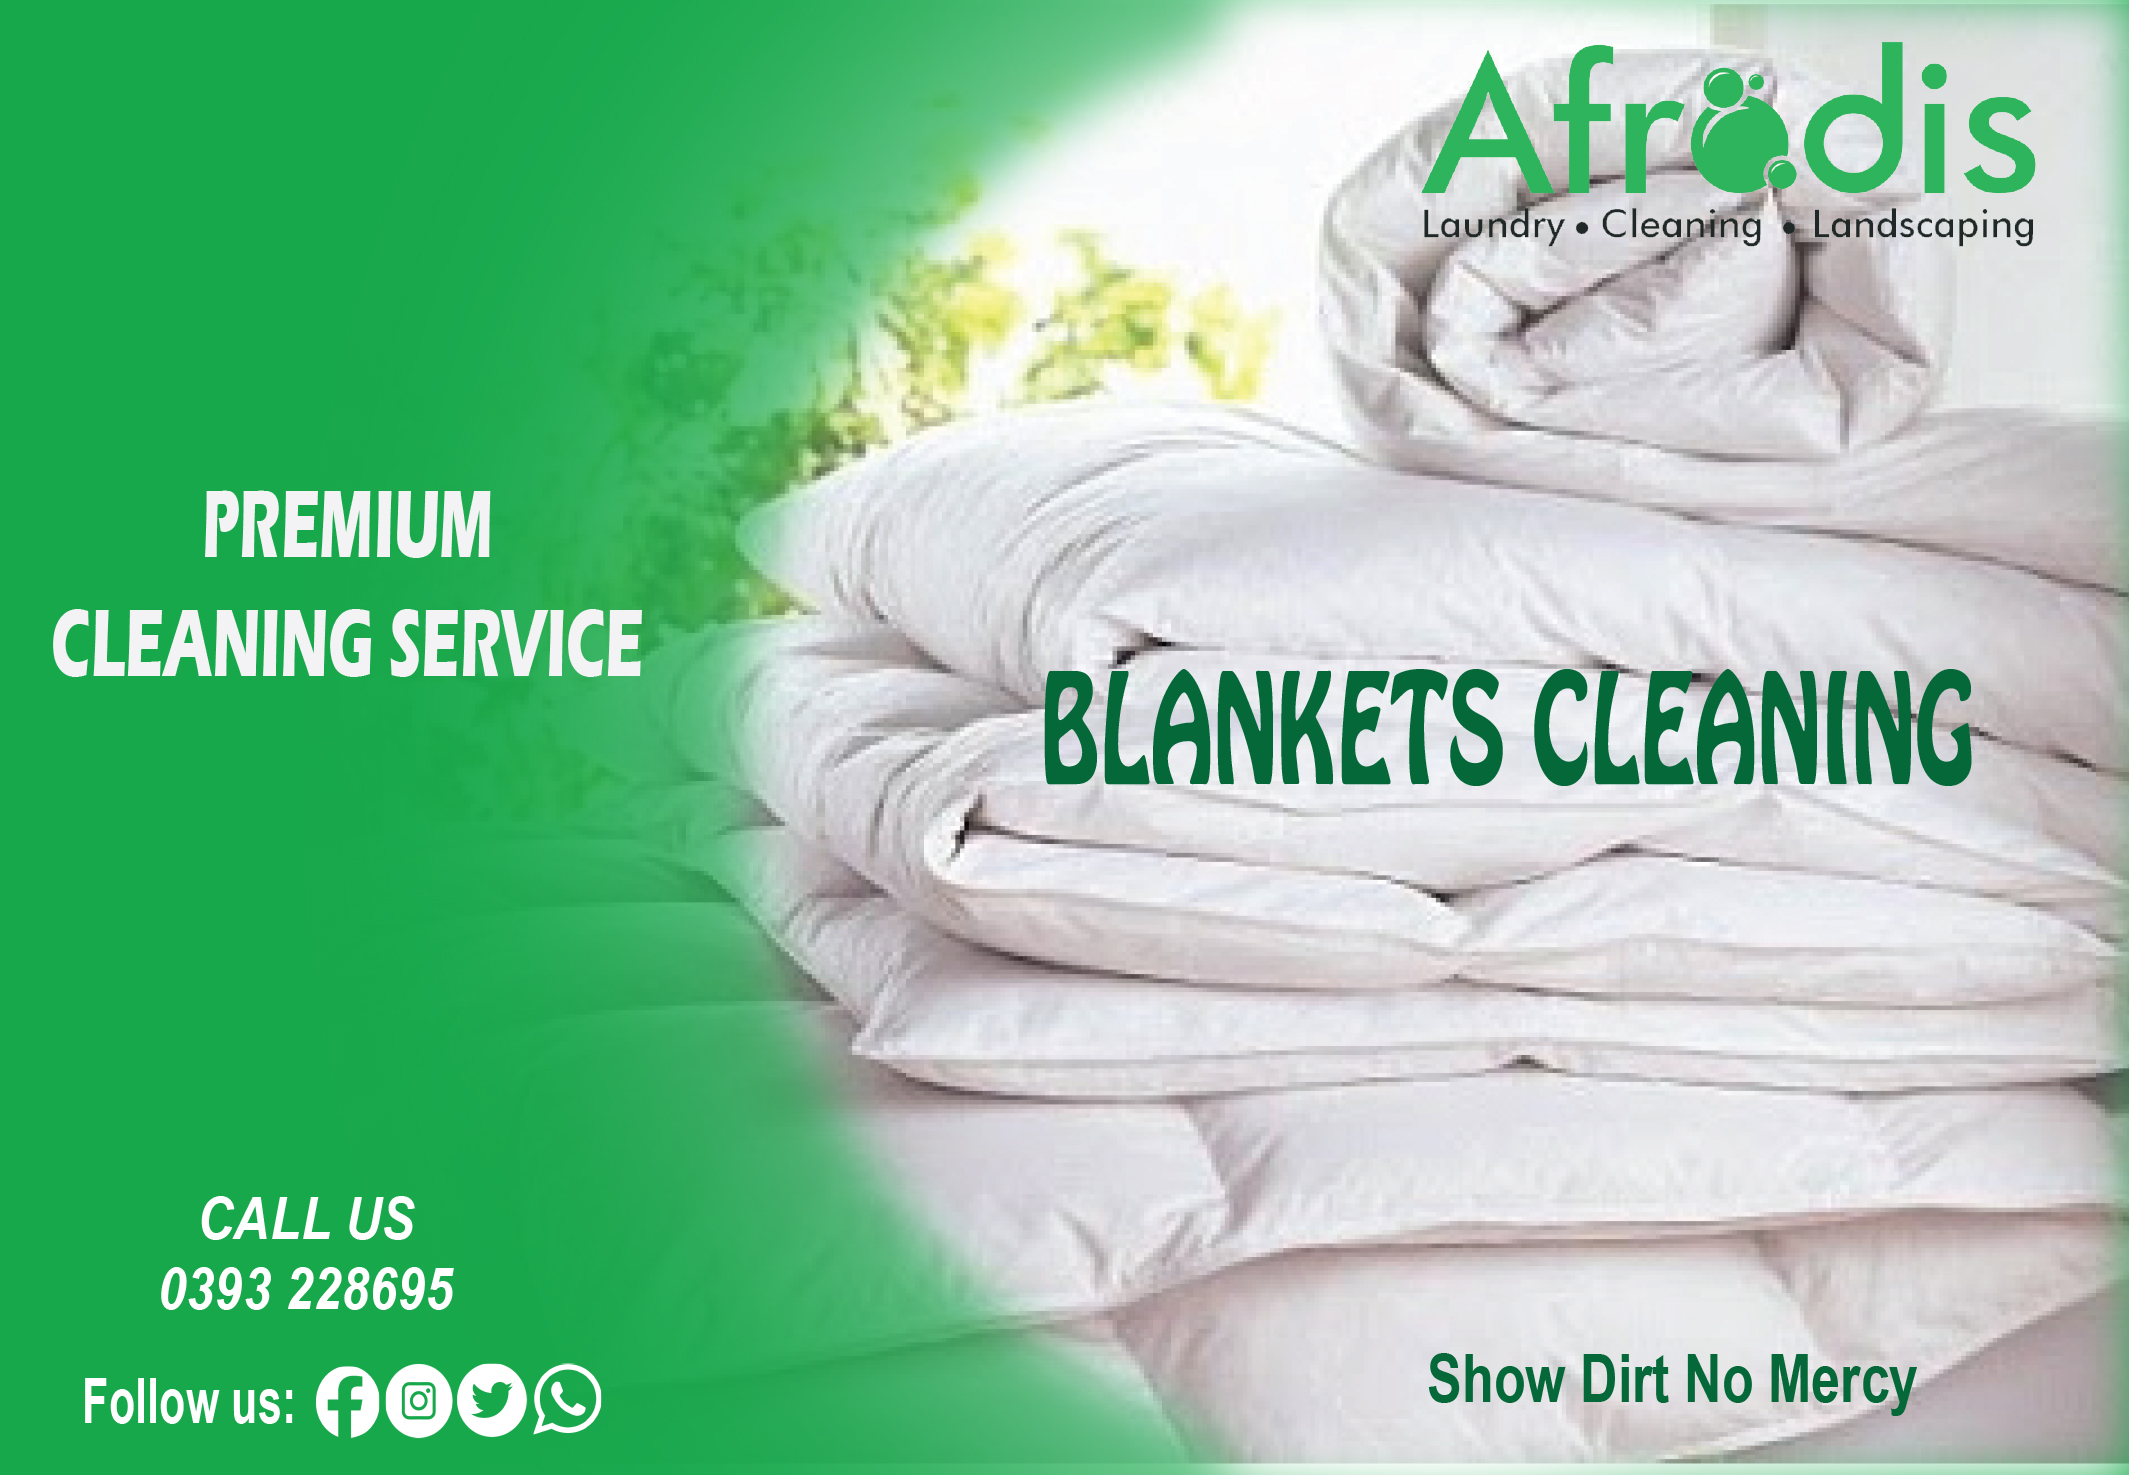 Afrodis
Laundry • Cleaning • Landscaping
PREMIUM
CLEANING SERVICE
BLANKETS CLEANING
CALL US
0393 228695
Follow us:
Show Dirt No Mercy